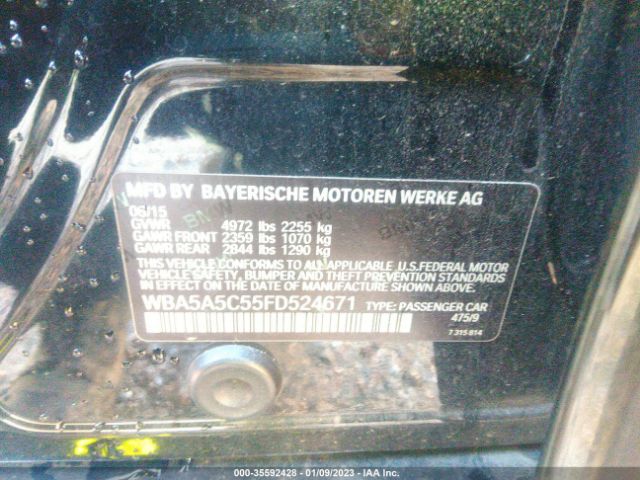 MFD BY BAYERISCHE MOTOREN WERKE AG
06/15
GVWR 4972 lbs 2255 kg
GAWR FRONT 2359 lbs 1070 kg
GAWR REAR 2844 lbs 1290 kg
THIS VEHICLE CONFORMS TO ALL APPLICABLE U.S.FEDERAL MOTOR
VEHICLE SAFETY, BUMPER AND THEFT PREVENTION STANDARDS
IN EFFECT ON THE DATE OF MANUFACTURE SHOWN ABOVE.
WBA5A5C55FD524671 TYPE: PASSENGER CAR
475/9
7 315 814
000-35592428 - 01/09/2023 - IAA Inc.